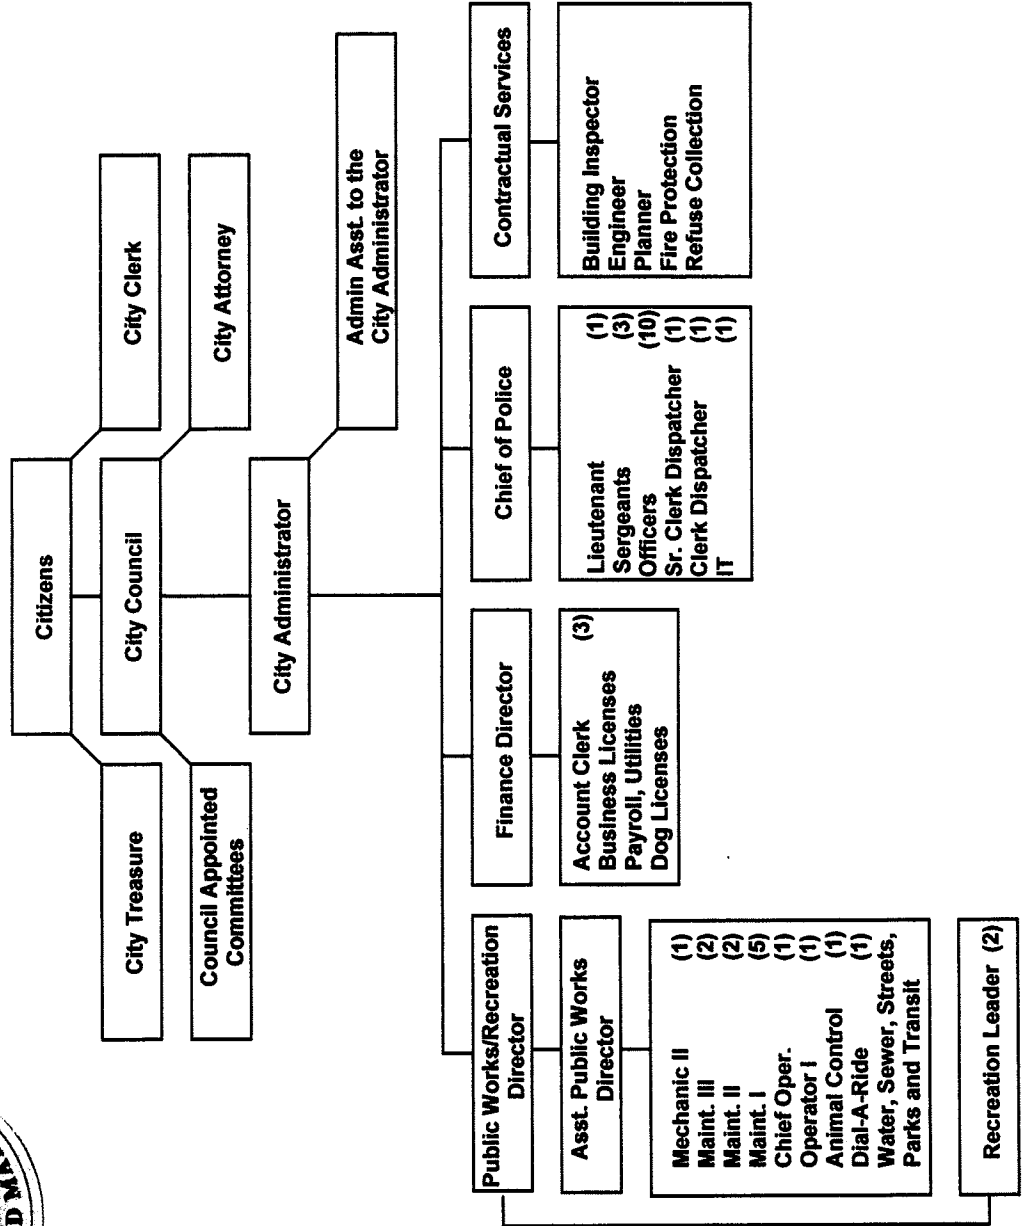 Citizens
City Treasure
City Clerk
City Council
Council Appointed
Committees
City Attorney
City Administrator
Admin Asst. to the
City Administrator
Public Works/Recreation
Director
Finance Director
Chief of Police
Contractual Services
Asst. Public Works
Director
Mechanic II (1)
Maint. III (2)
Maint. II (2)
Maint. I (5)
Chief Oper. (1)
Operator I (1)
Animal Control (1)
Dial-A-Ride (1)
Water, Sewer, Streets,
Parks and Transit
Recreation Leader (2)
Account Clerk (3)
Business Licenses
Payroll, Utilities
Dog Licenses
Lieutenant (1)
Sergeants (3)
Officers (10)
Sr. Clerk Dispatcher (1)
Clerk Dispatcher (1)
IT (1)
Building Inspector
Engineer
Planner
Fire Protection
Refuse Collection